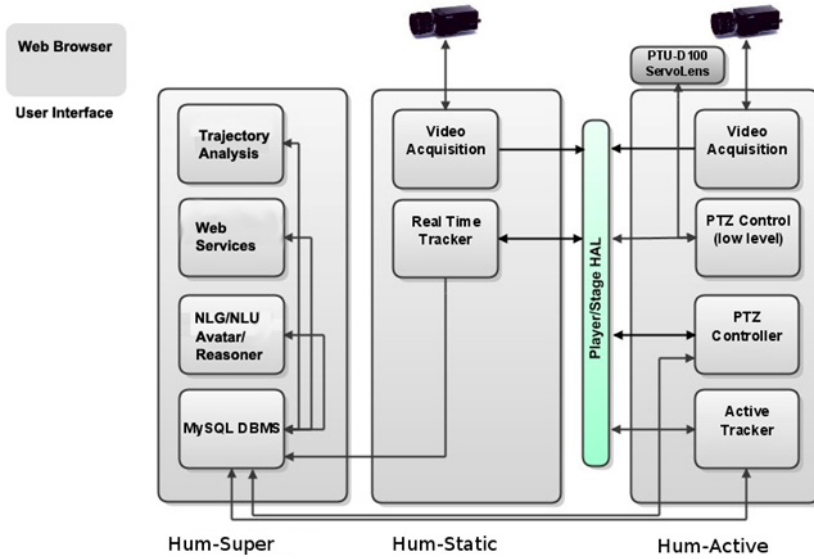 Web Browser
User Interface
PTU-D100
ServoLens
Trajectory
Analysis
Web
Services
NLG/NLU
Avatar/
Reasoner
MySQL DBMS
Video
Acquisition
Real Time
Tracker
Player/Stage HAL
Video
Acquisition
PTZ Control
(low level)
PTZ
Controller
Active
Tracker
Hum-Super
Hum-Static
Hum-Active